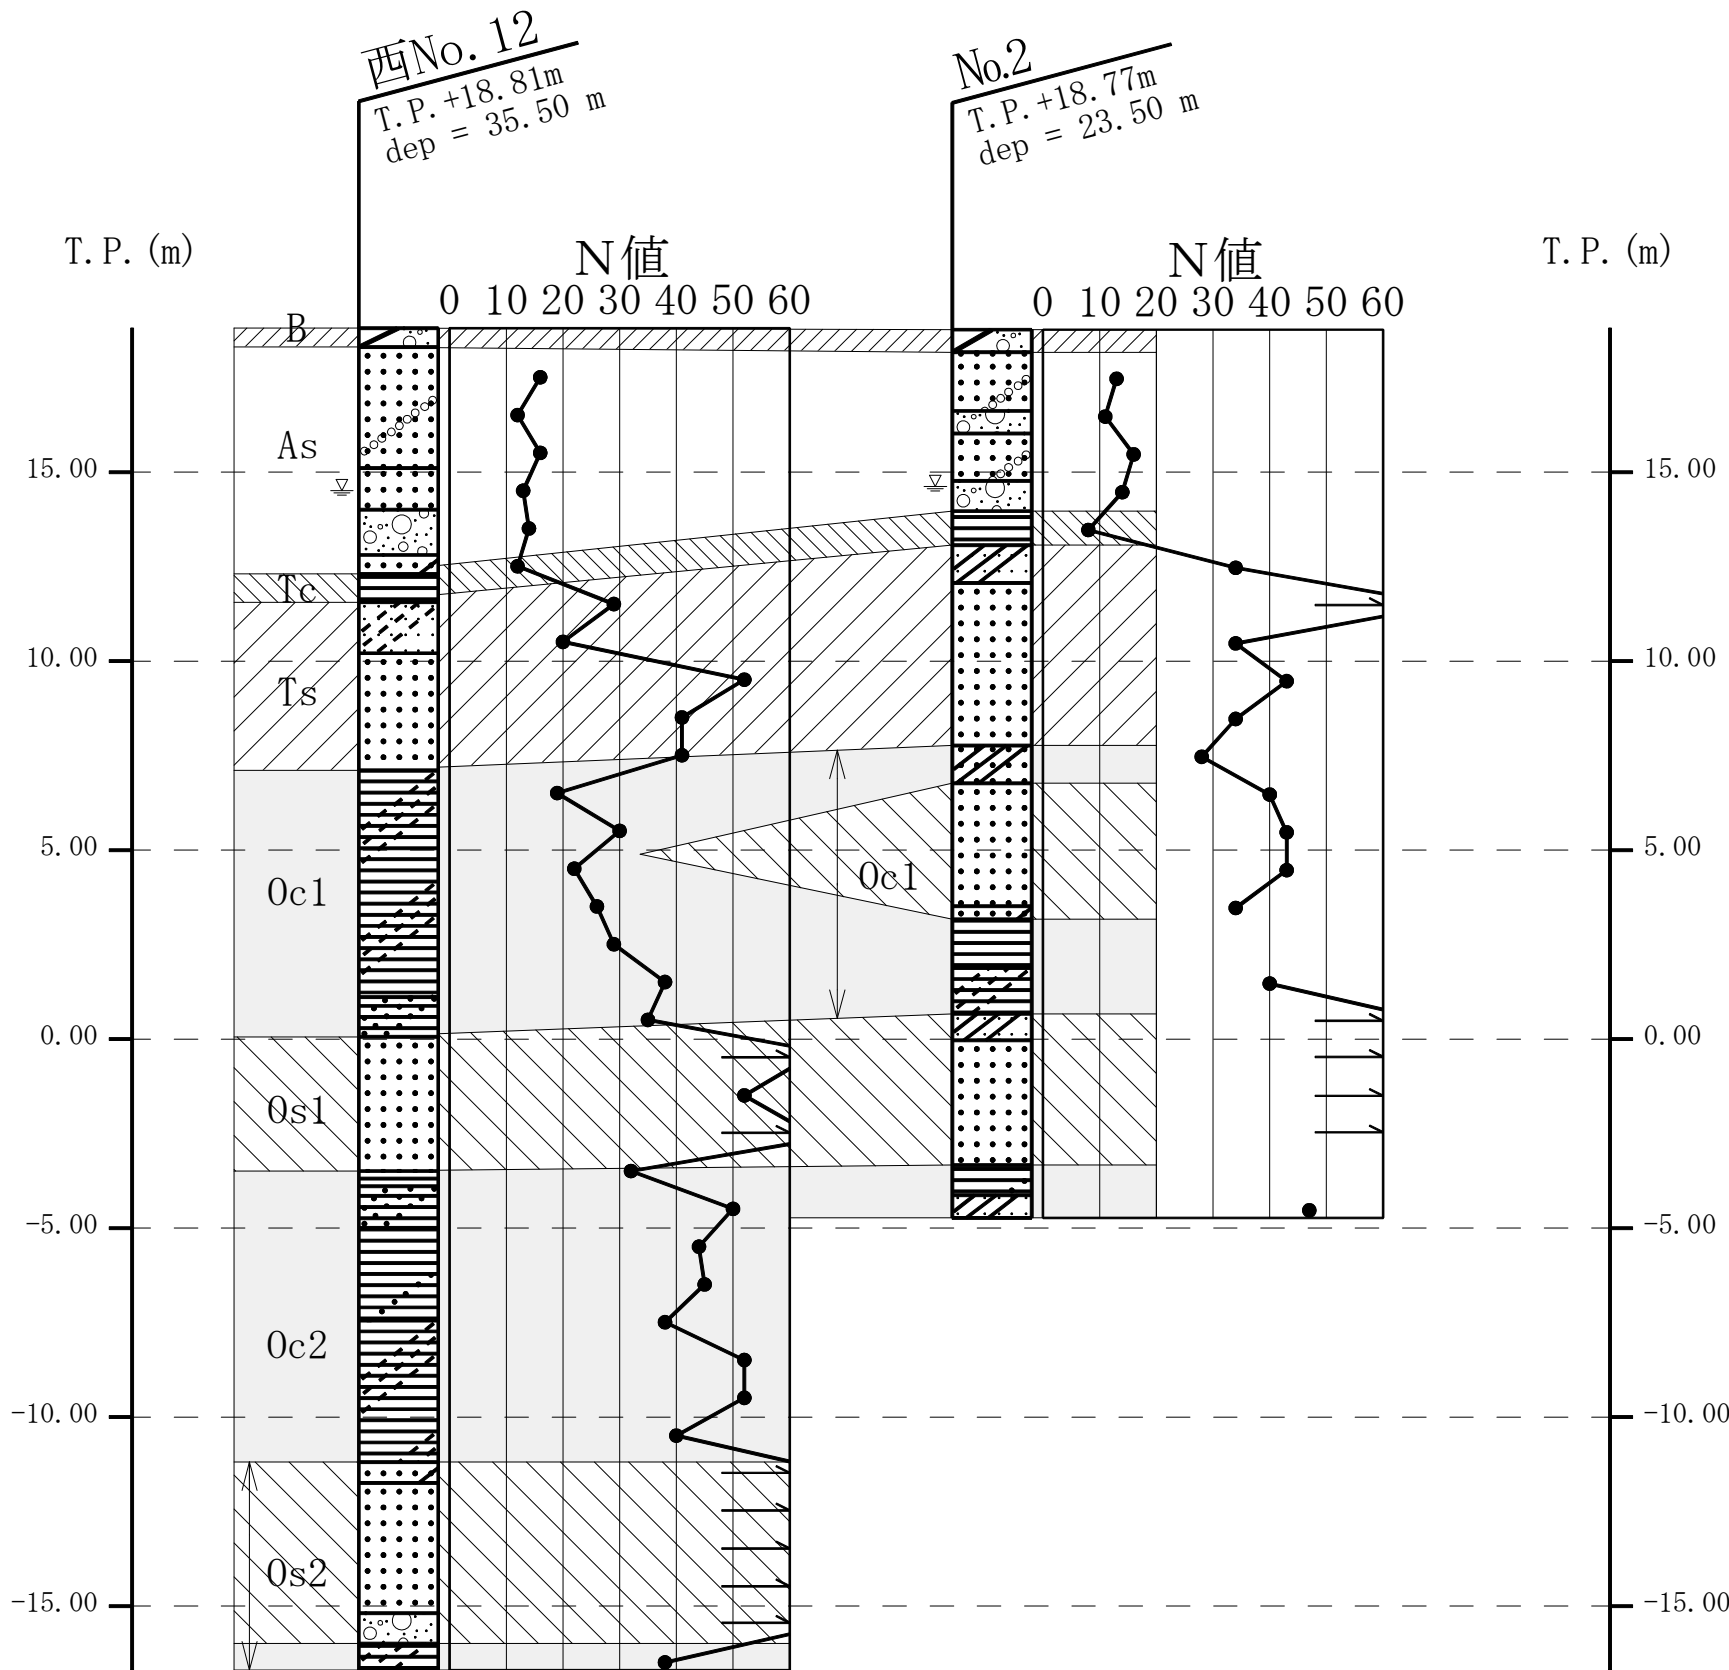 西No. 12
T.P. +18.81m
dep = 35.50 m
No.2
T.P. +18.77m
dep = 23.50 m
T.P. (m)
N値
0 10 20 30 40 50 60
N値
0 10 20 30 40 50 60
T.P. (m)
B
As
15.00
15.00
Tc
10.00
10.00
Ts
5.00
5.00
Oc1
Oc1
0.00
0.00
Os1
-5.00
-5.00
Oc2
-10.00
-10.00
Os2
-15.00
-15.00